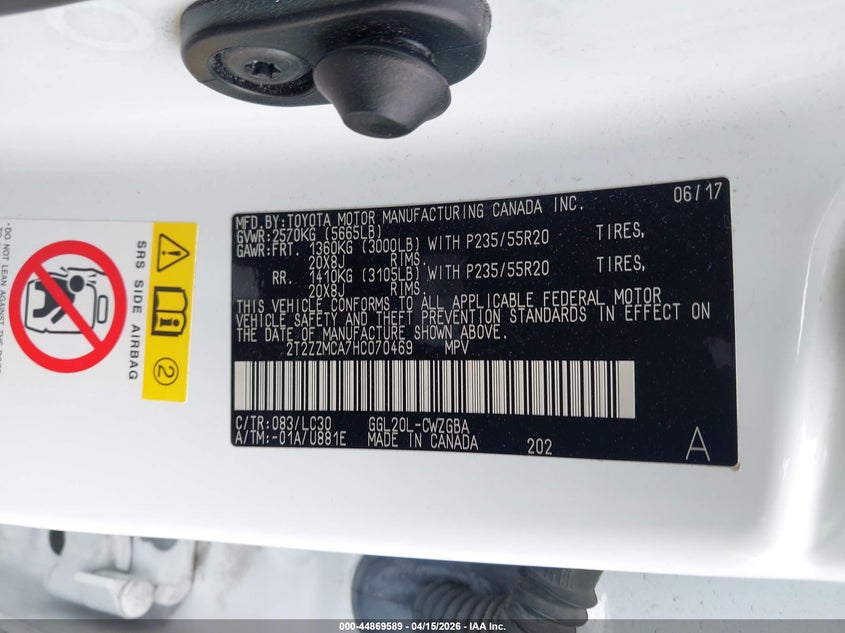 06/17
MFD.BY:TOYOTA MOTOR MANUFACTURING CANADA INC.
GVWR:2570KG (5665LB)
GAWR:FRT. 1360KG (3000LB) WITH P235/55R20 TIRES,
20X8J RIMS.
RR. 1410KG (3105LB) WITH P235/55R20 TIRES,
20X8J RIMS.
THIS VEHICLE CONFORMS TO ALL APPLICABLE FEDERAL MOTOR
VEHICLE SAFETY AND THEFT PREVENTION STANDARDS IN EFFECT ON
THE DATE OF MANUFACTURE SHOWN ABOVE.
2T2ZZMCA7HC070469 MPV
C/TR:083/LC30 GGL20L-CWZGBA
A/TM:-01A/U881E MADE IN CANADA 202
A
SRS SIDE AIRBAG
2
000-44869589 - 04/15/2026 - IAA Inc.